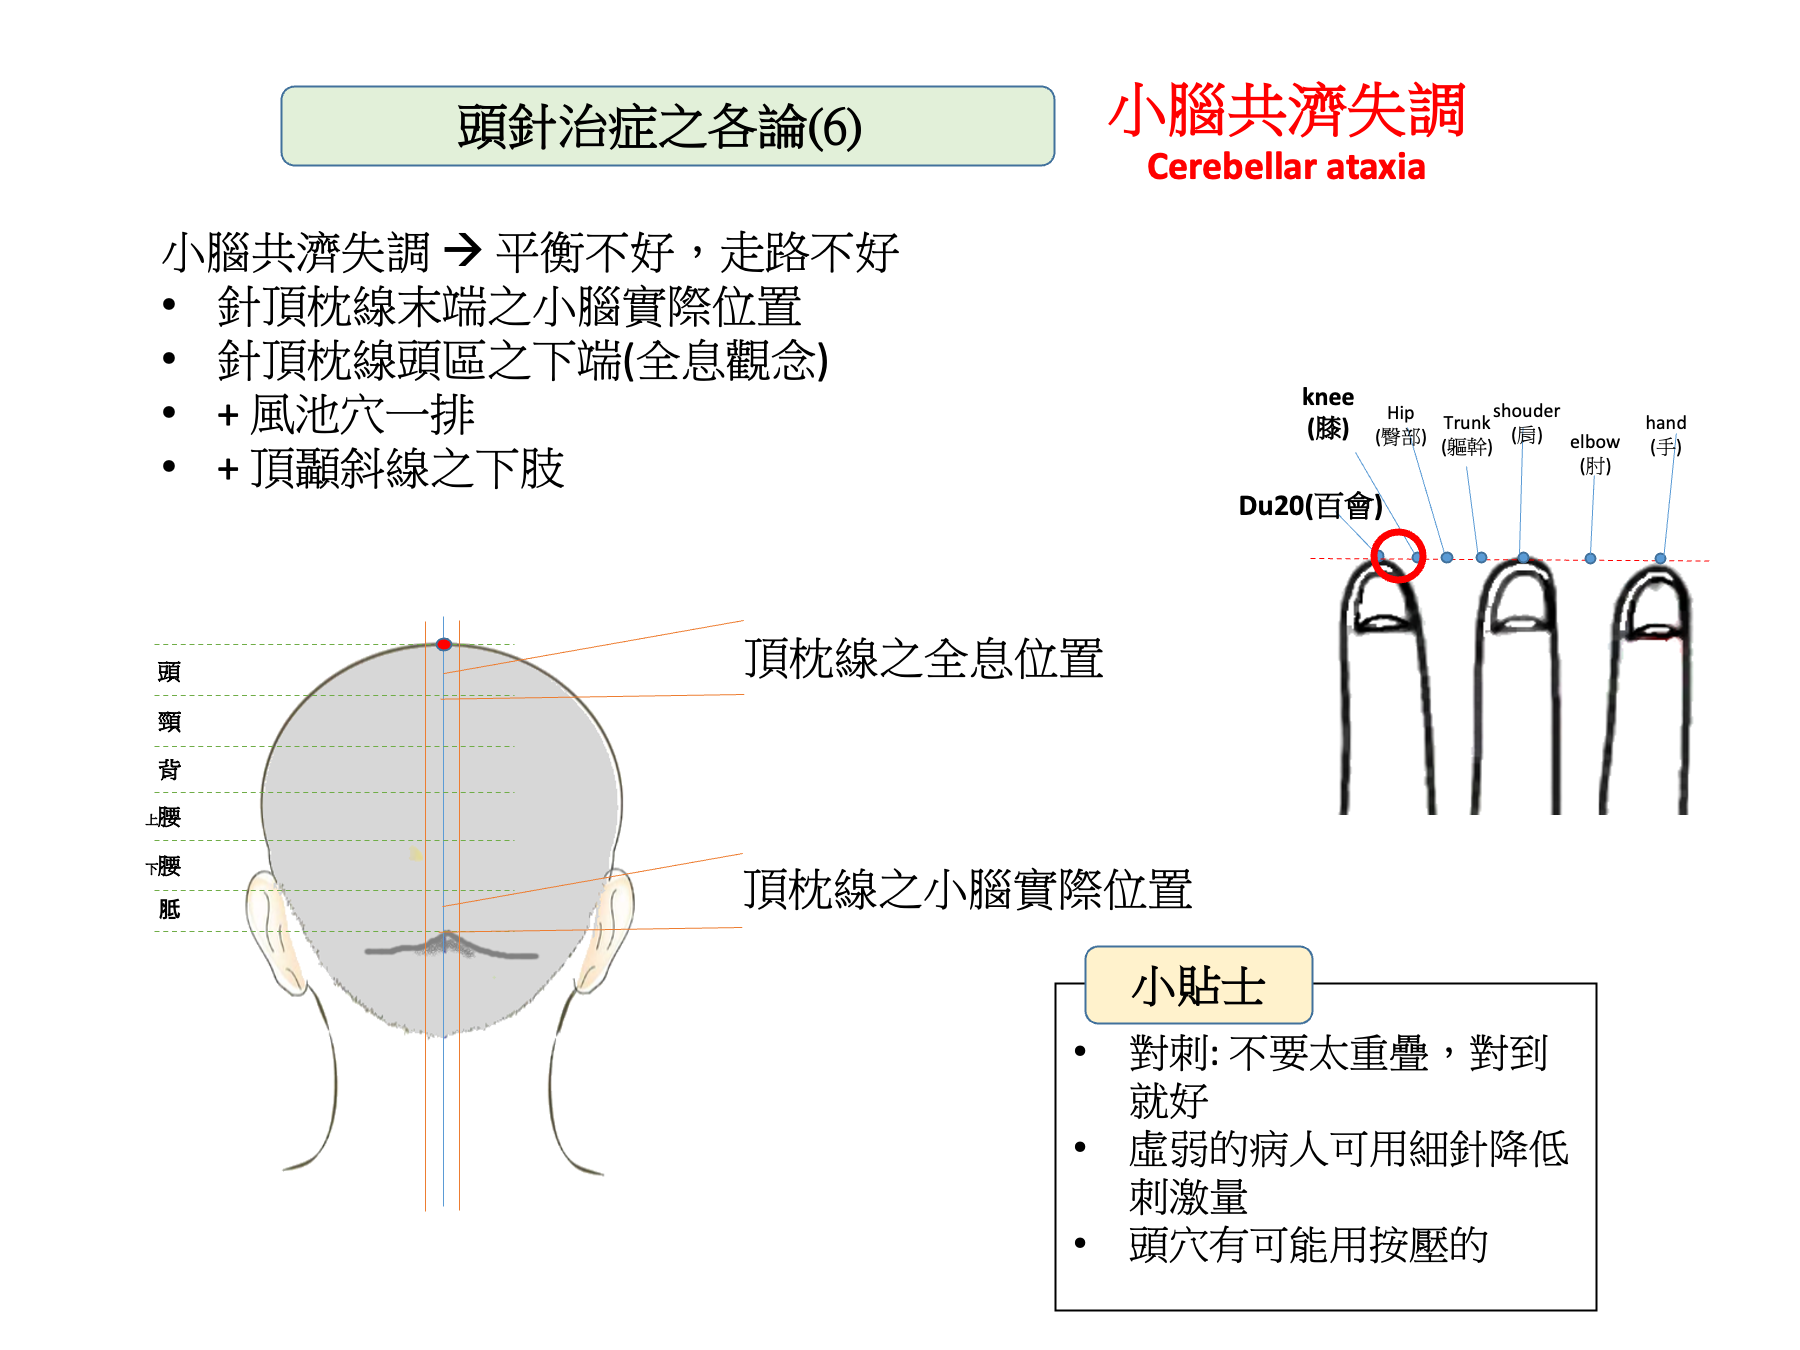 頭針治症之各論(6)
小腦共濟失調
Cerebellar ataxia
小腦共濟失調 → 平衡不好，走路不好
• 針頂枕線末端之小腦實際位置
• 針頂枕線頭區之下端(全息觀念)
• + 風池穴一排
• + 頂顳斜線之下肢
knee
(膝)
Hip
(臀部)
Trunk
(軀幹)
shouder
(肩)
elbow
(肘)
hand
(手)
Du20(百會)
頭
頸
背
上腰
下腰
骶
頂枕線之全息位置
頂枕線之小腦實際位置
小貼士
• 對刺: 不要太重疊，對到
就好
• 虛弱的病人可用細針降低
刺激量
• 頭穴有可能用按壓的